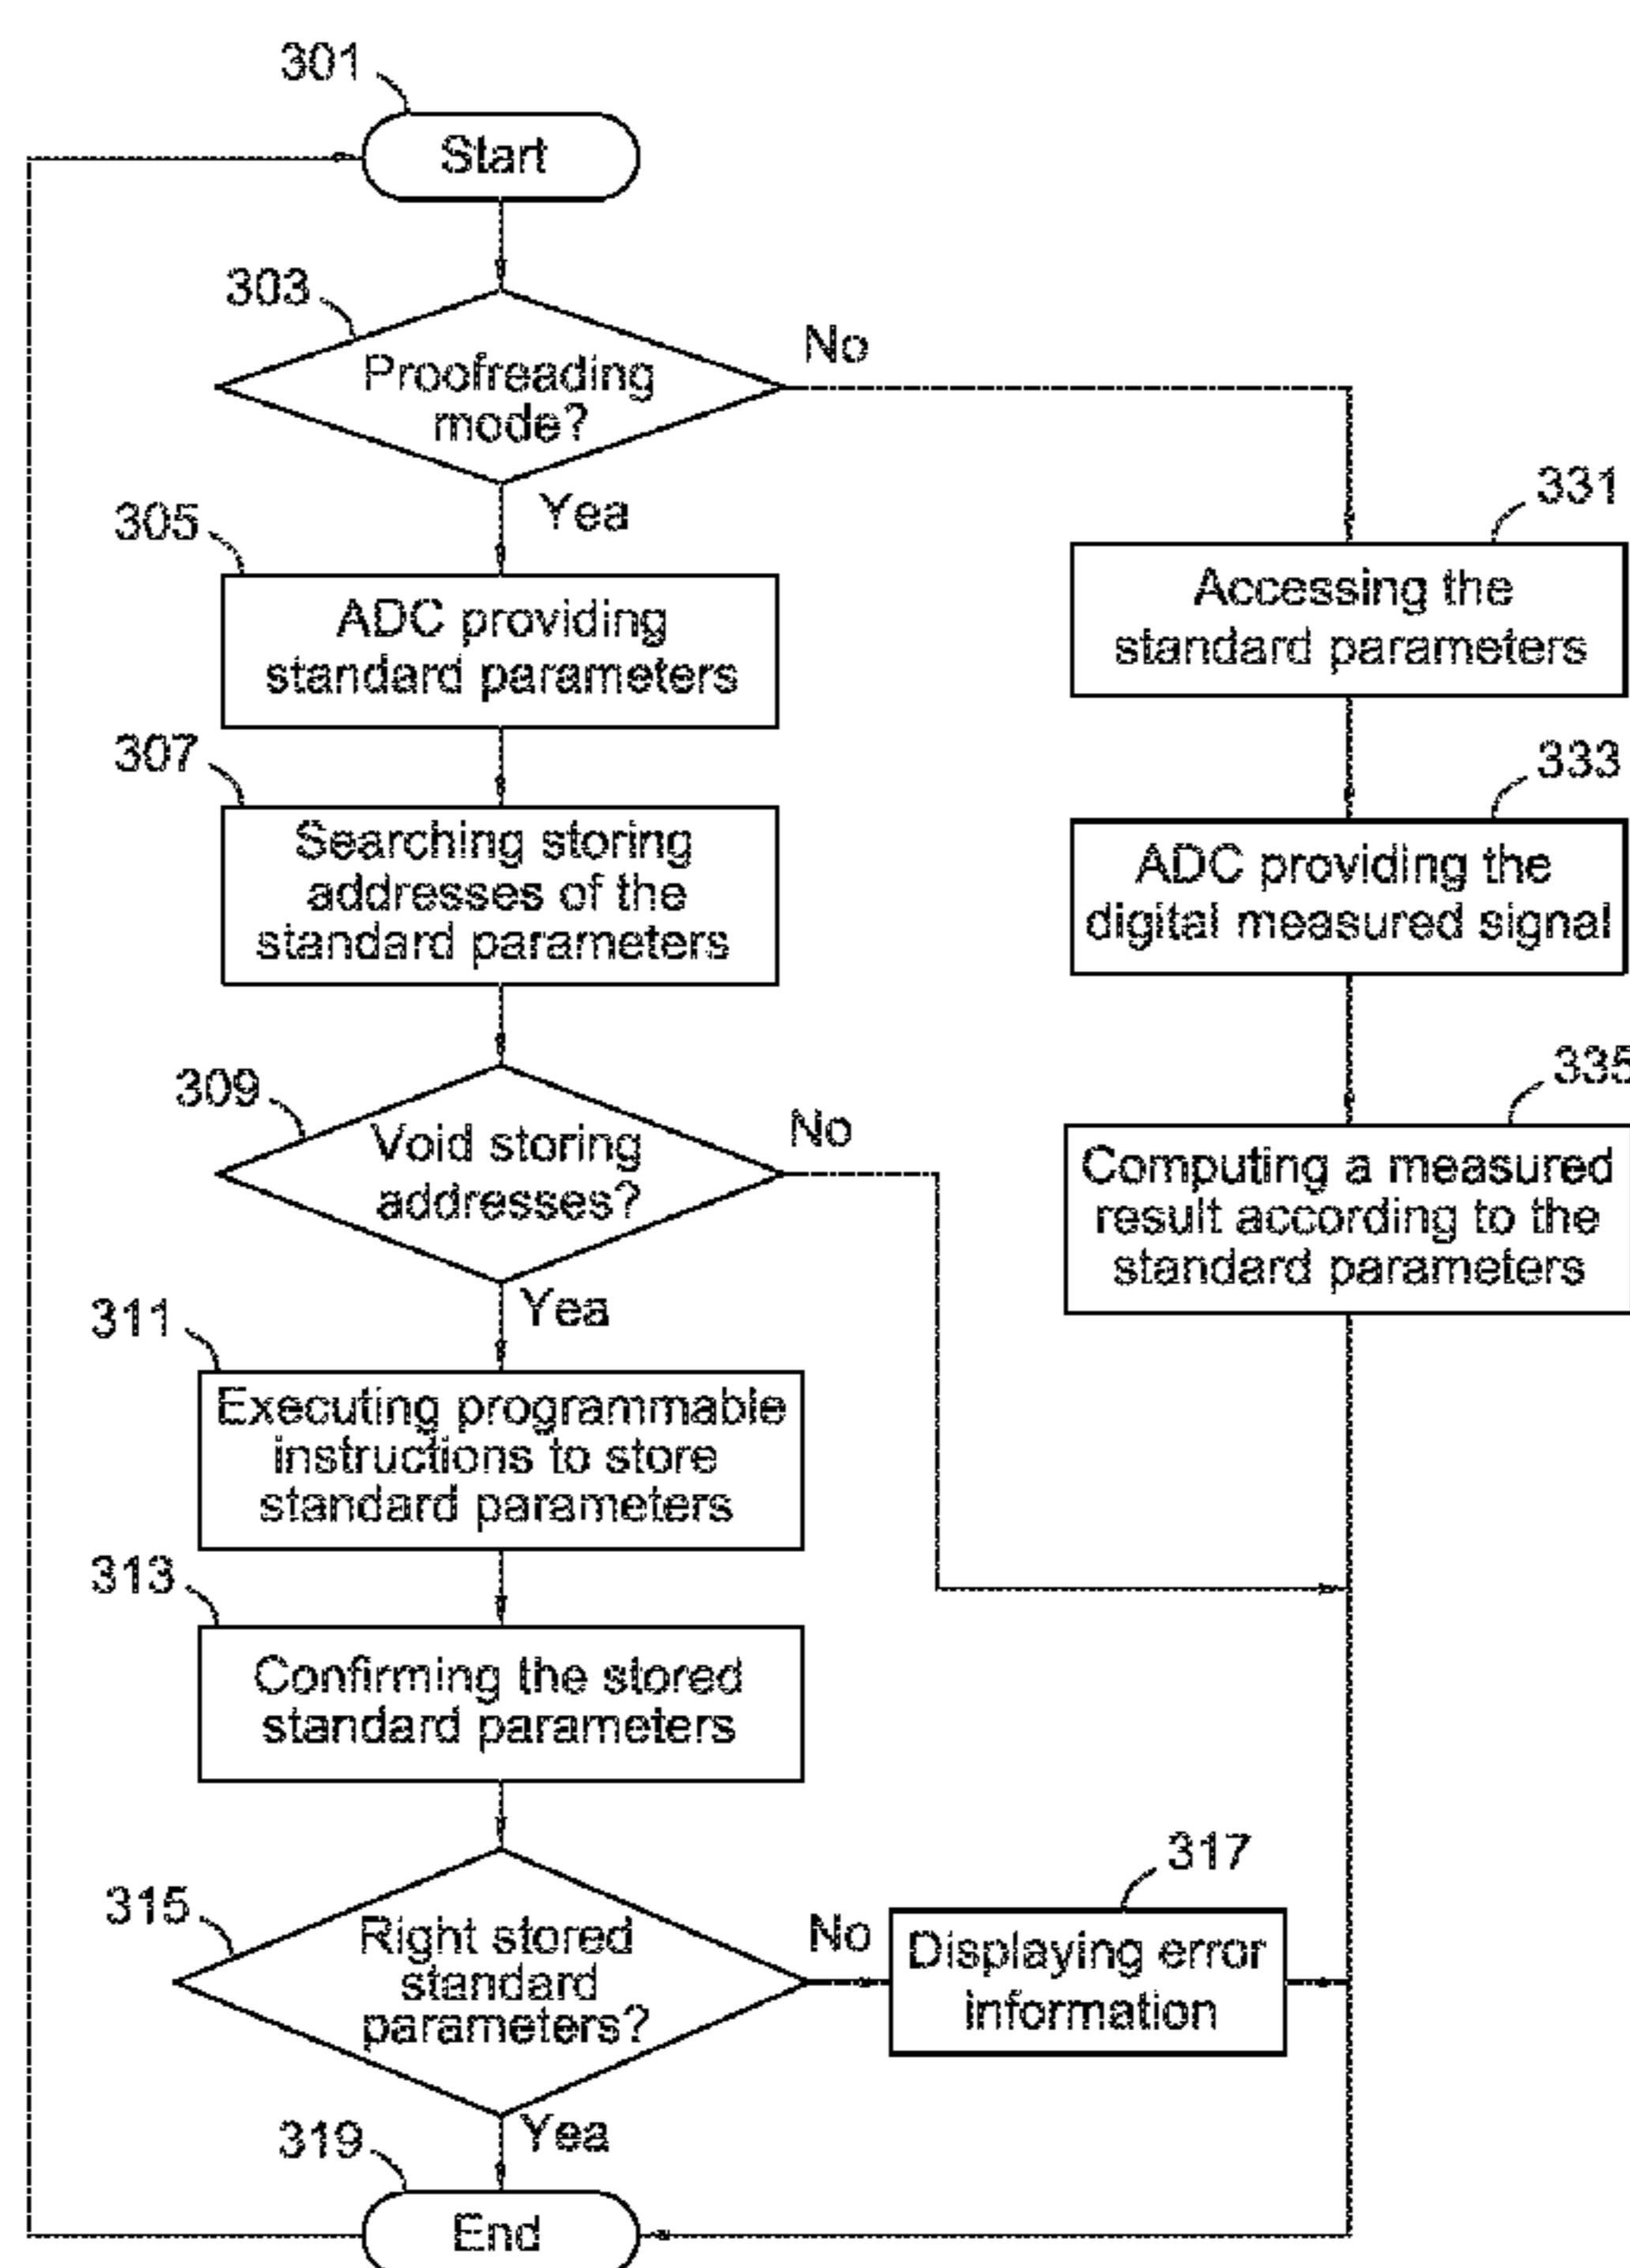 301
Start
303
Proofreading
mode?
No
Yea
305
ADC providing
standard parameters
307
Searching storing
addresses of the
standard parameters
309
Void storing
addresses?
No
Yea
311
Executing programmable
instructions to store
standard parameters
313
Confirming the stored
standard parameters
315
Right stored
standard
parameters?
No
317
Displaying error
information
Yea
319
End
331
Accessing the
standard parameters
333
ADC providing the
digital measured signal
335
Computing a measured
result according to the
standard parameters